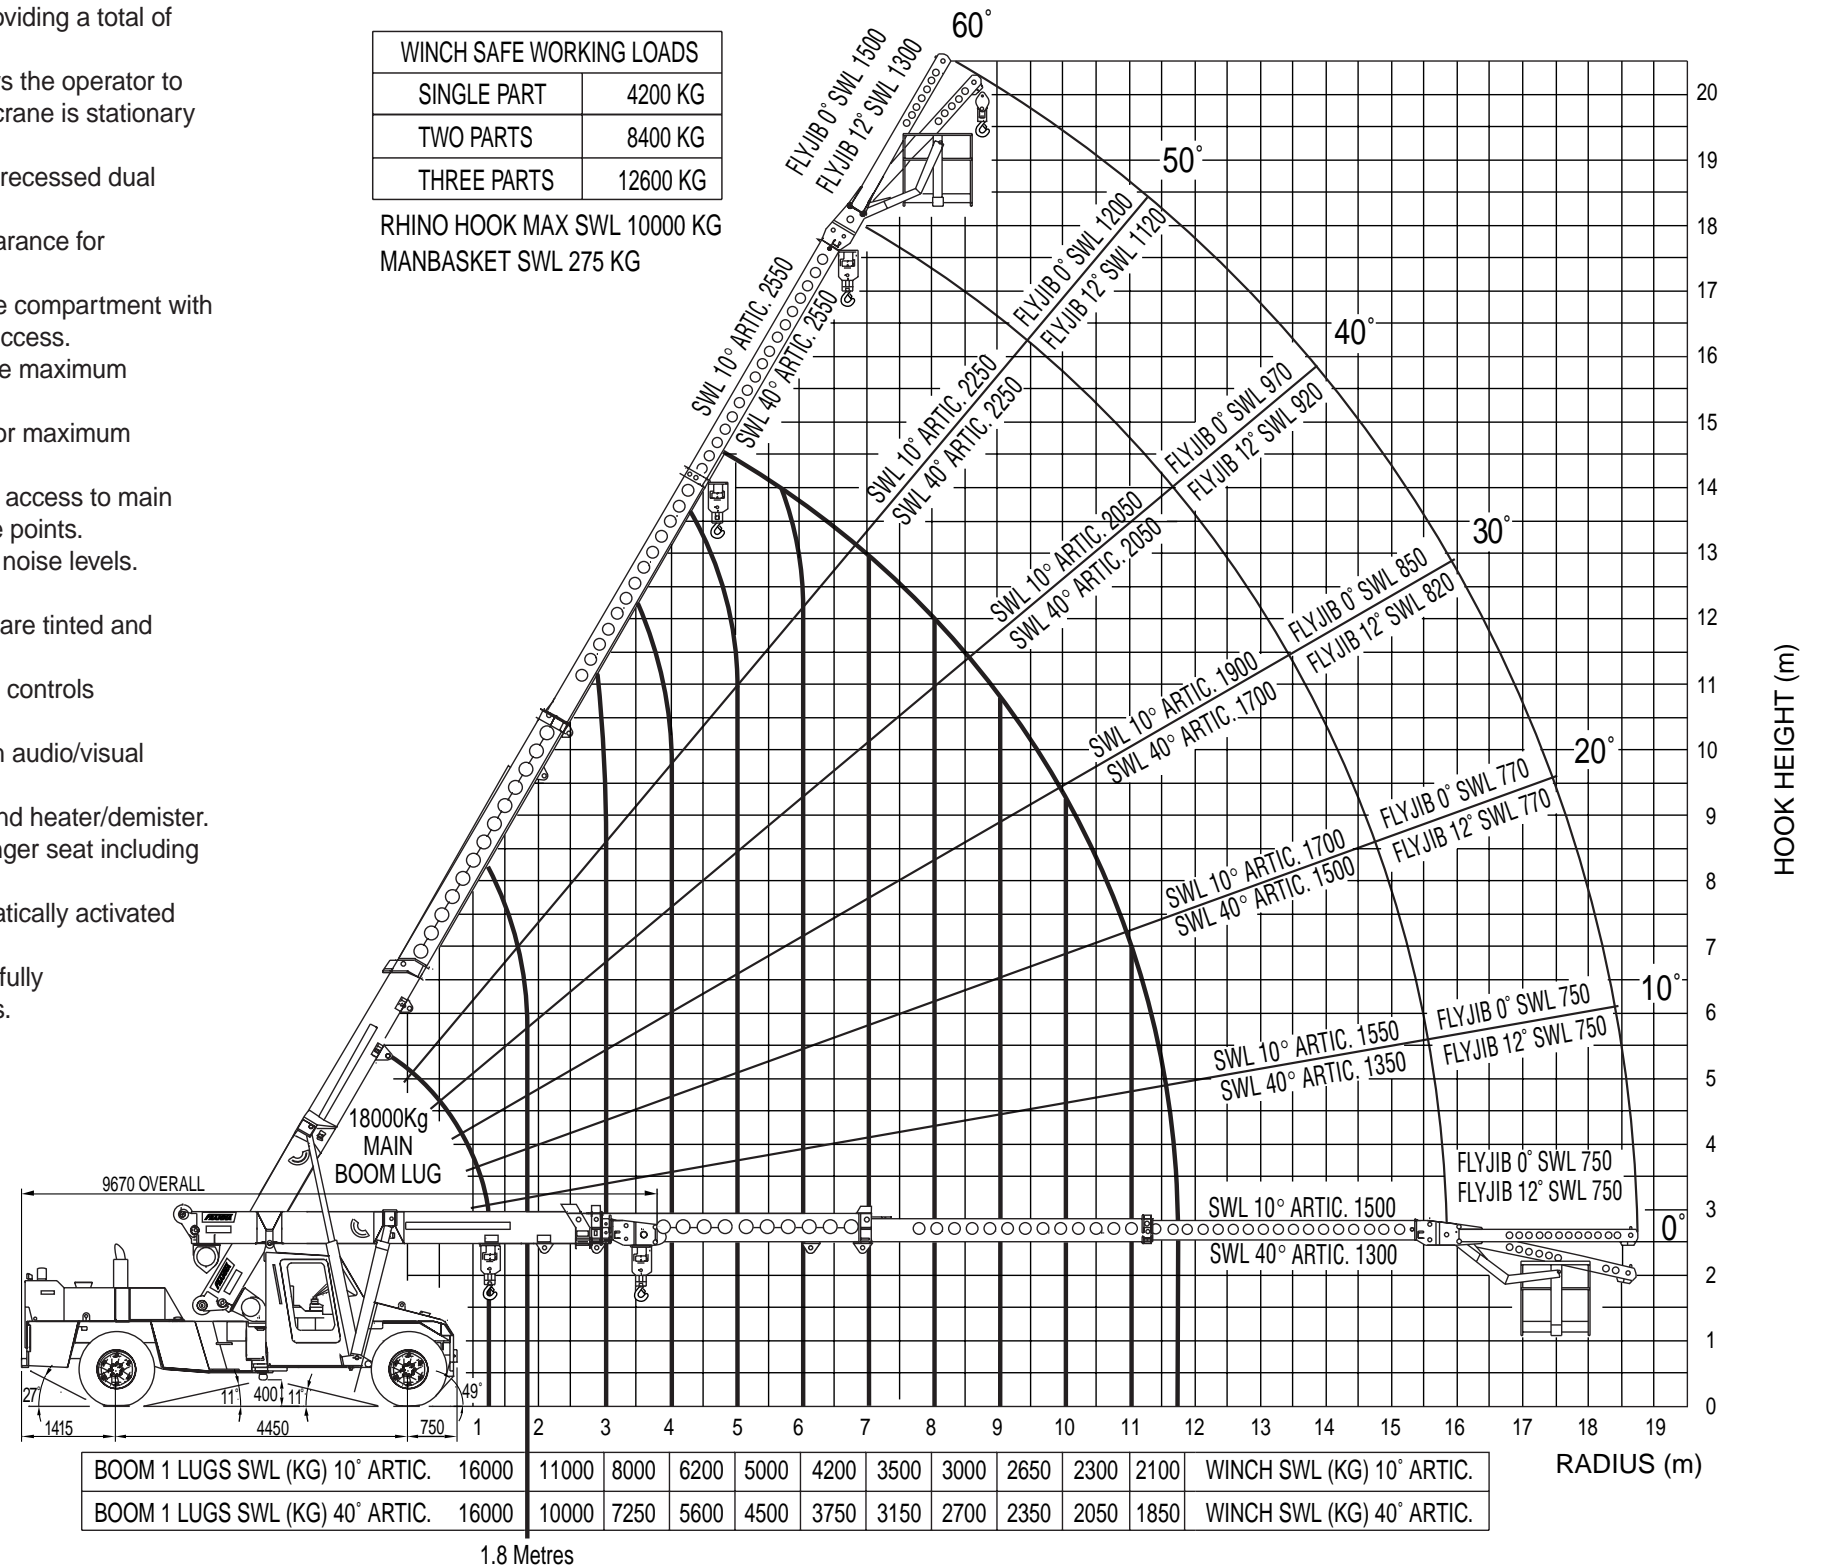 oviding a total of
rs the operator to
crane is stationary
recessed dual
arance for
e compartment with
ccess.
e maximum
or maximum
access to main
e points.
noise levels.
are tinted and
controls
n audio/visual
nd heater/demister.
nger seat including
atically activated
fully
s.
WINCH SAFE WORKING LOADS
SINGLE PART 4200 KG
TWO PARTS 8400 KG
THREE PARTS 12600 KG
RHINO HOOK MAX SWL 10000 KG
MANBASKET SWL 275 KG
60°
FLYJIB 0° SWL 1500
FLYJIB 12° SWL 1300
SWL 10° ARTIC. 2550
SWL 40° ARTIC. 2550
50°
FLYJIB 0° SWL 1200
FLYJIB 12° SWL 1120
SWL 10° ARTIC. 2250
SWL 40° ARTIC. 2250
40°
FLYJIB 0° SWL 970
FLYJIB 12° SWL 920
SWL 10° ARTIC. 2050
SWL 40° ARTIC. 2050
30°
FLYJIB 0° SWL 850
FLYJIB 12° SWL 820
SWL 10° ARTIC. 1900
SWL 40° ARTIC. 1700
20°
FLYJIB 0° SWL 770
FLYJIB 12° SWL 770
SWL 10° ARTIC. 1700
SWL 40° ARTIC. 1500
10°
FLYJIB 0° SWL 750
FLYJIB 12° SWL 750
SWL 10° ARTIC. 1550
SWL 40° ARTIC. 1350
FLYJIB 0° SWL 750
FLYJIB 12° SWL 750
0°
SWL 10° ARTIC. 1500
SWL 40° ARTIC. 1300
18000Kg
MAIN
BOOM LUG
9670 OVERALL
27°
11°
400
11°
49°
1415
4450
750
20
19
18
17
16
15
14
13
12
11
10
9
8
7
6
5
4
3
2
1
0
HOOK HEIGHT (m)
1 2 3 4 5 6 7 8 9 10 11 12 13 14 15 16 17 18 19
RADIUS (m)
BOOM 1 LUGS SWL (KG) 10° ARTIC. 16000 11000 8000 6200 5000 4200 3500 3000 2650 2300 2100 WINCH SWL (KG) 10° ARTIC.
BOOM 1 LUGS SWL (KG) 40° ARTIC. 16000 10000 7250 5600 4500 3750 3150 2700 2350 2050 1850 WINCH SWL (KG) 40° ARTIC.
1.8 Metres